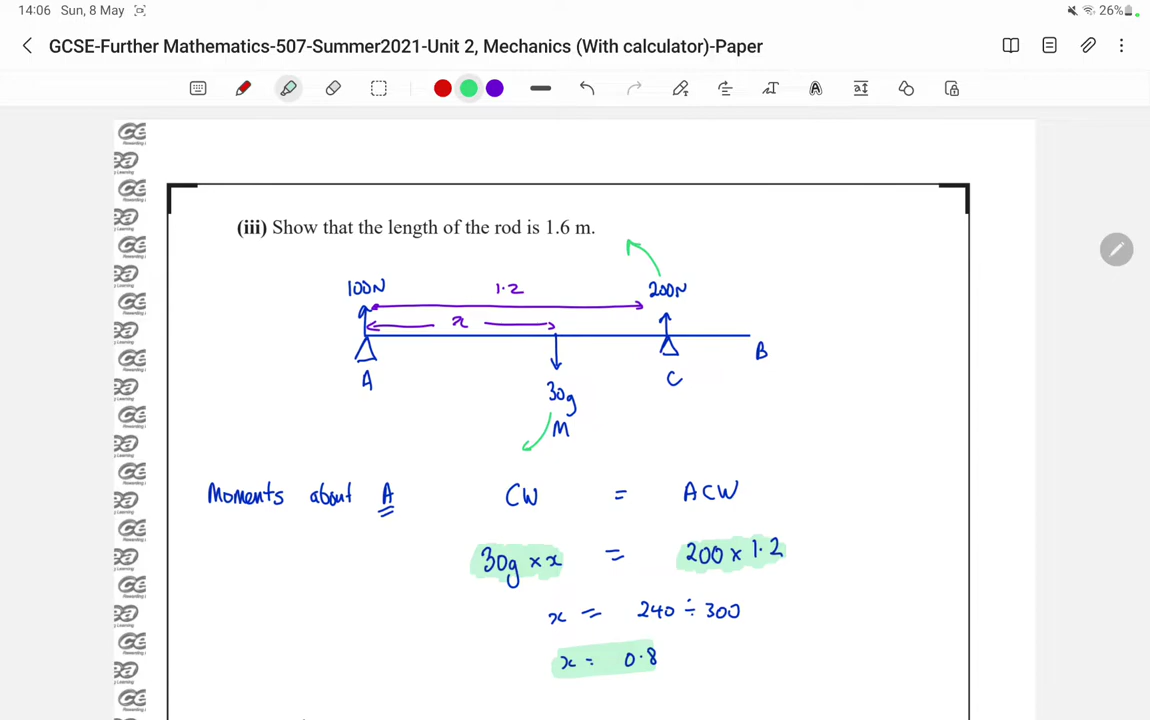 14:06 Sun, 8 May
26%
GCSE-Further Mathematics-507-Summer2021-Unit 2, Mechanics (With calculator)-Paper
(iii) Show that the length of the rod is 1.6 m.
100N 1.2 200N
x
A C B
30g
M
Moments about A CW = ACW
30g × x = 200 × 1.2
x = 240 ÷ 300
x = 0.8